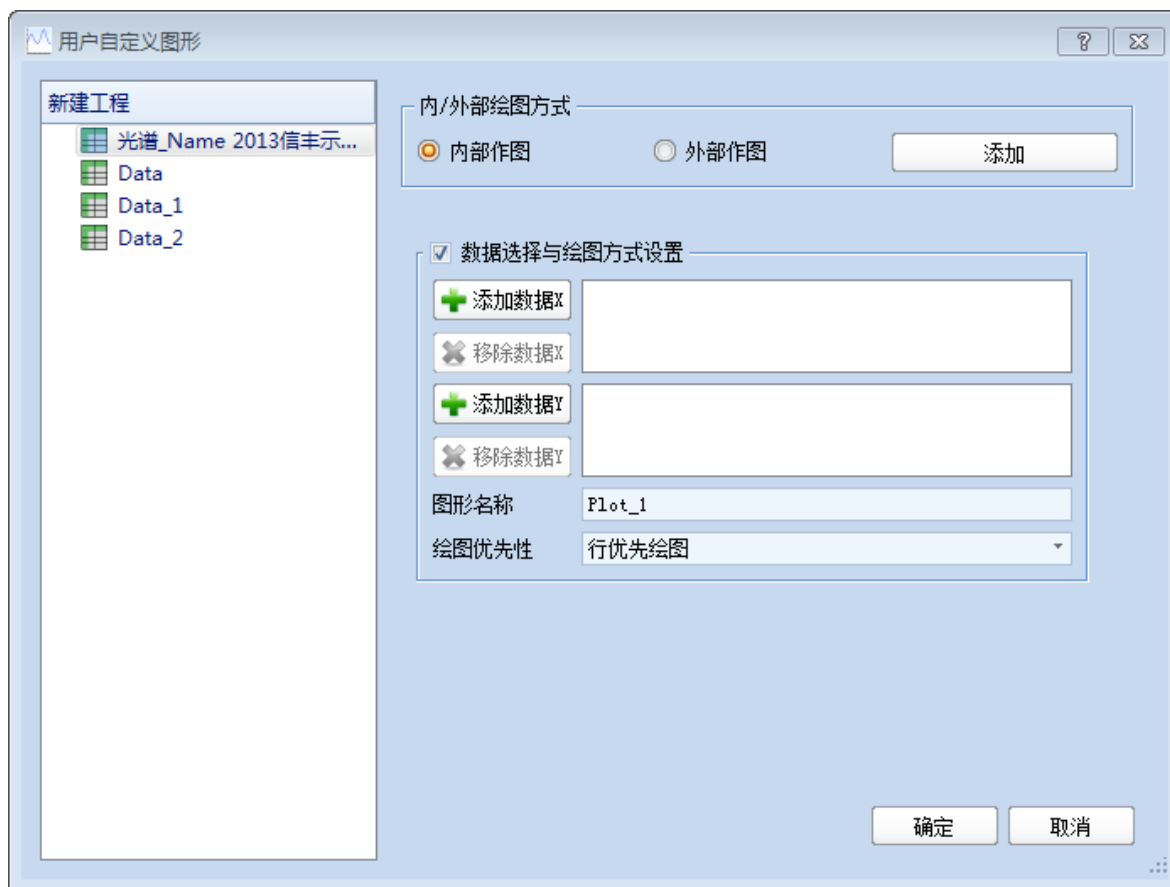 用户自定义图形
新建工程
光谱_Name 2013信丰示...
Data
Data_1
Data_2
内/外部绘图方式
内部作图 外部作图 添加
数据选择与绘图方式设置
添加数据X
移除数据X
添加数据Y
移除数据Y
图形名称 Plot_1
绘图优先性 行优先绘图
确定 取消